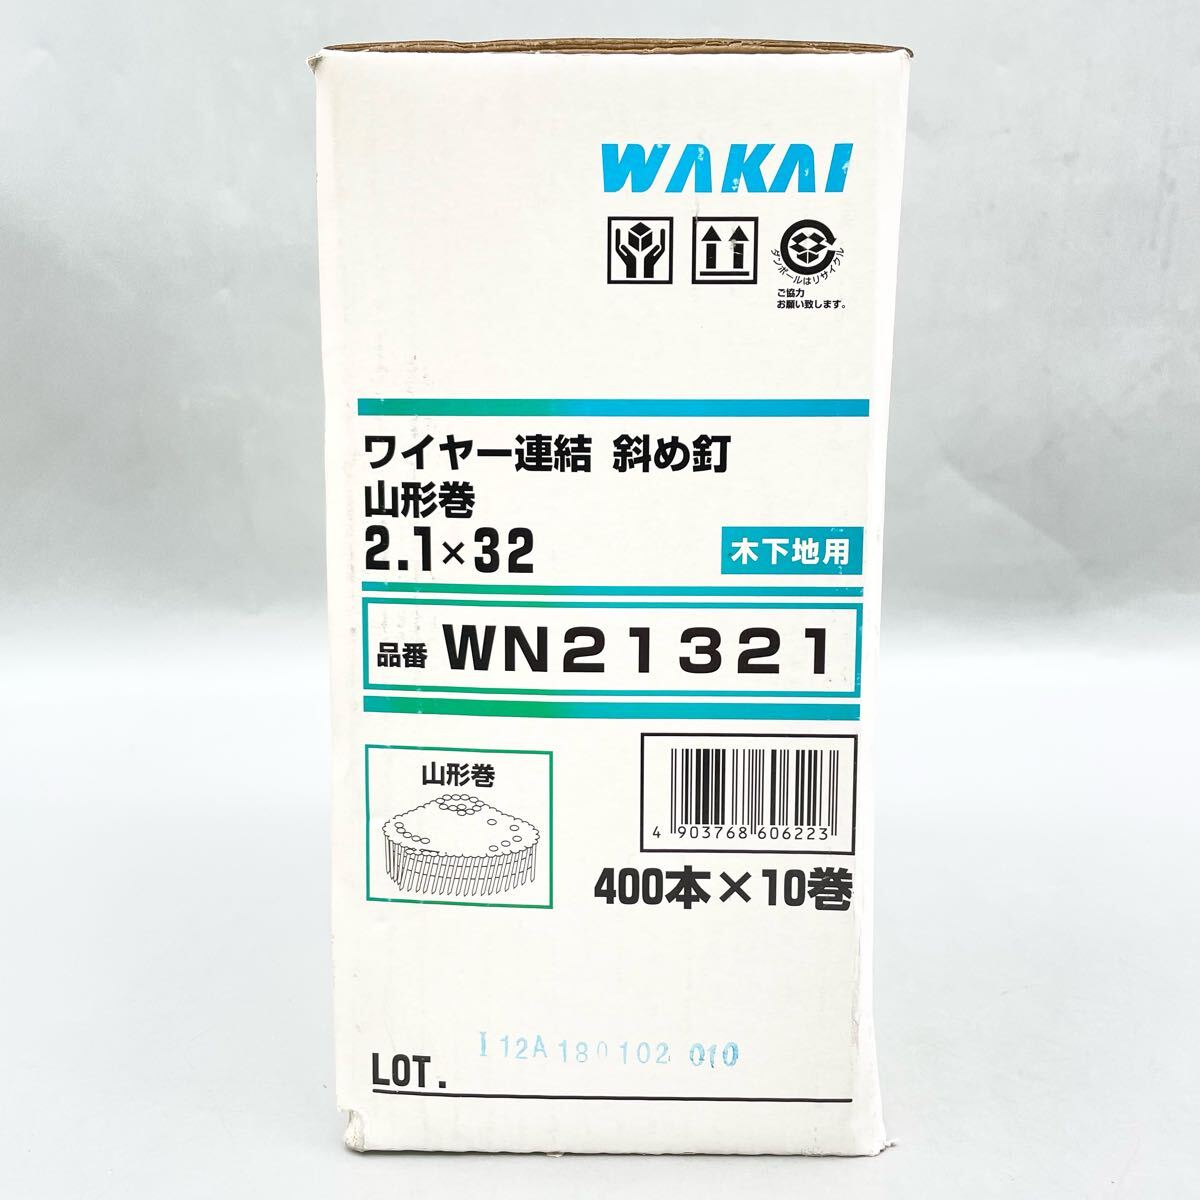 WAKAI
ダンボールはリサイクル
ご協力
お願い致します。
ワイヤー連結 斜め釘
山形巻
2.1×32
木下地用
品番 WN21321
山形巻
4 903768 606223
400本×10巻
I 12A 180102 010
LOT.